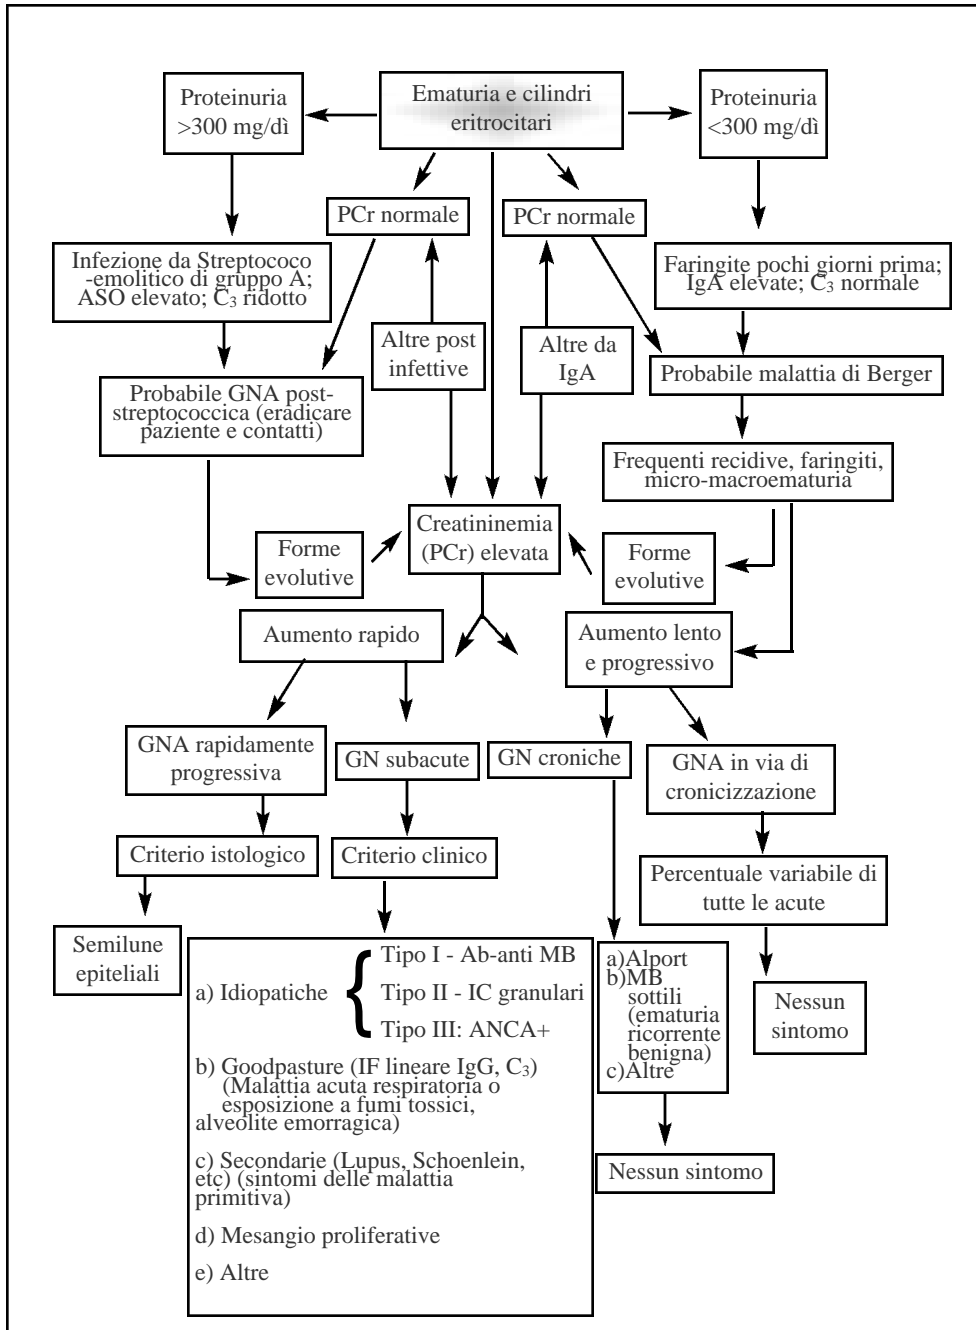 Proteinuria
>300 mg/dì
Ematuria e cilindri
eritrocitari
Proteinuria
<300 mg/dì
PCr normale
PCr normale
Infezione da Streptococo
-emolitico di gruppo A;
ASO elevato; C₃ ridotto
Faringite pochi giorni prima;
IgA elevate; C₃ normale
Altre post
infettive
Altre da
IgA
Probabile malattia di Berger
Probabile GNA post-
streptococcica (eradicare
paziente e contatti)
Frequenti recidive, faringiti,
micro-macroematuria
Creatininemia
(PCr) elevata
Forme
evolutive
Forme
evolutive
Aumento rapido
Aumento lento
e progressivo
GNA rapidamente
progressiva
GN subacute
GN croniche
GNA in via di
cronicizzazione
Criterio istologico
Criterio clinico
Percentuale variabile di
tutte le acute
Semilune
epiteliali
a) Idiopatiche
{
Tipo I - Ab-anti MB
Tipo II - IC granulari
Tipo III: ANCA+
b) Goodpasture (IF lineare IgG, C₃)
(Malattia acuta respiratoria o
esposizione a fumi tossici,
alveolite emorragica)
c) Secondarie (Lupus, Schoenlein,
etc) (sintomi delle malattia
primitiva)
d) Mesangio proliferative
e) Altre
a)Alport
b)MB
sottili
(ematuria
ricorrente
benigna)
c)Altre
Nessun
sintomo
Nessun sintomo